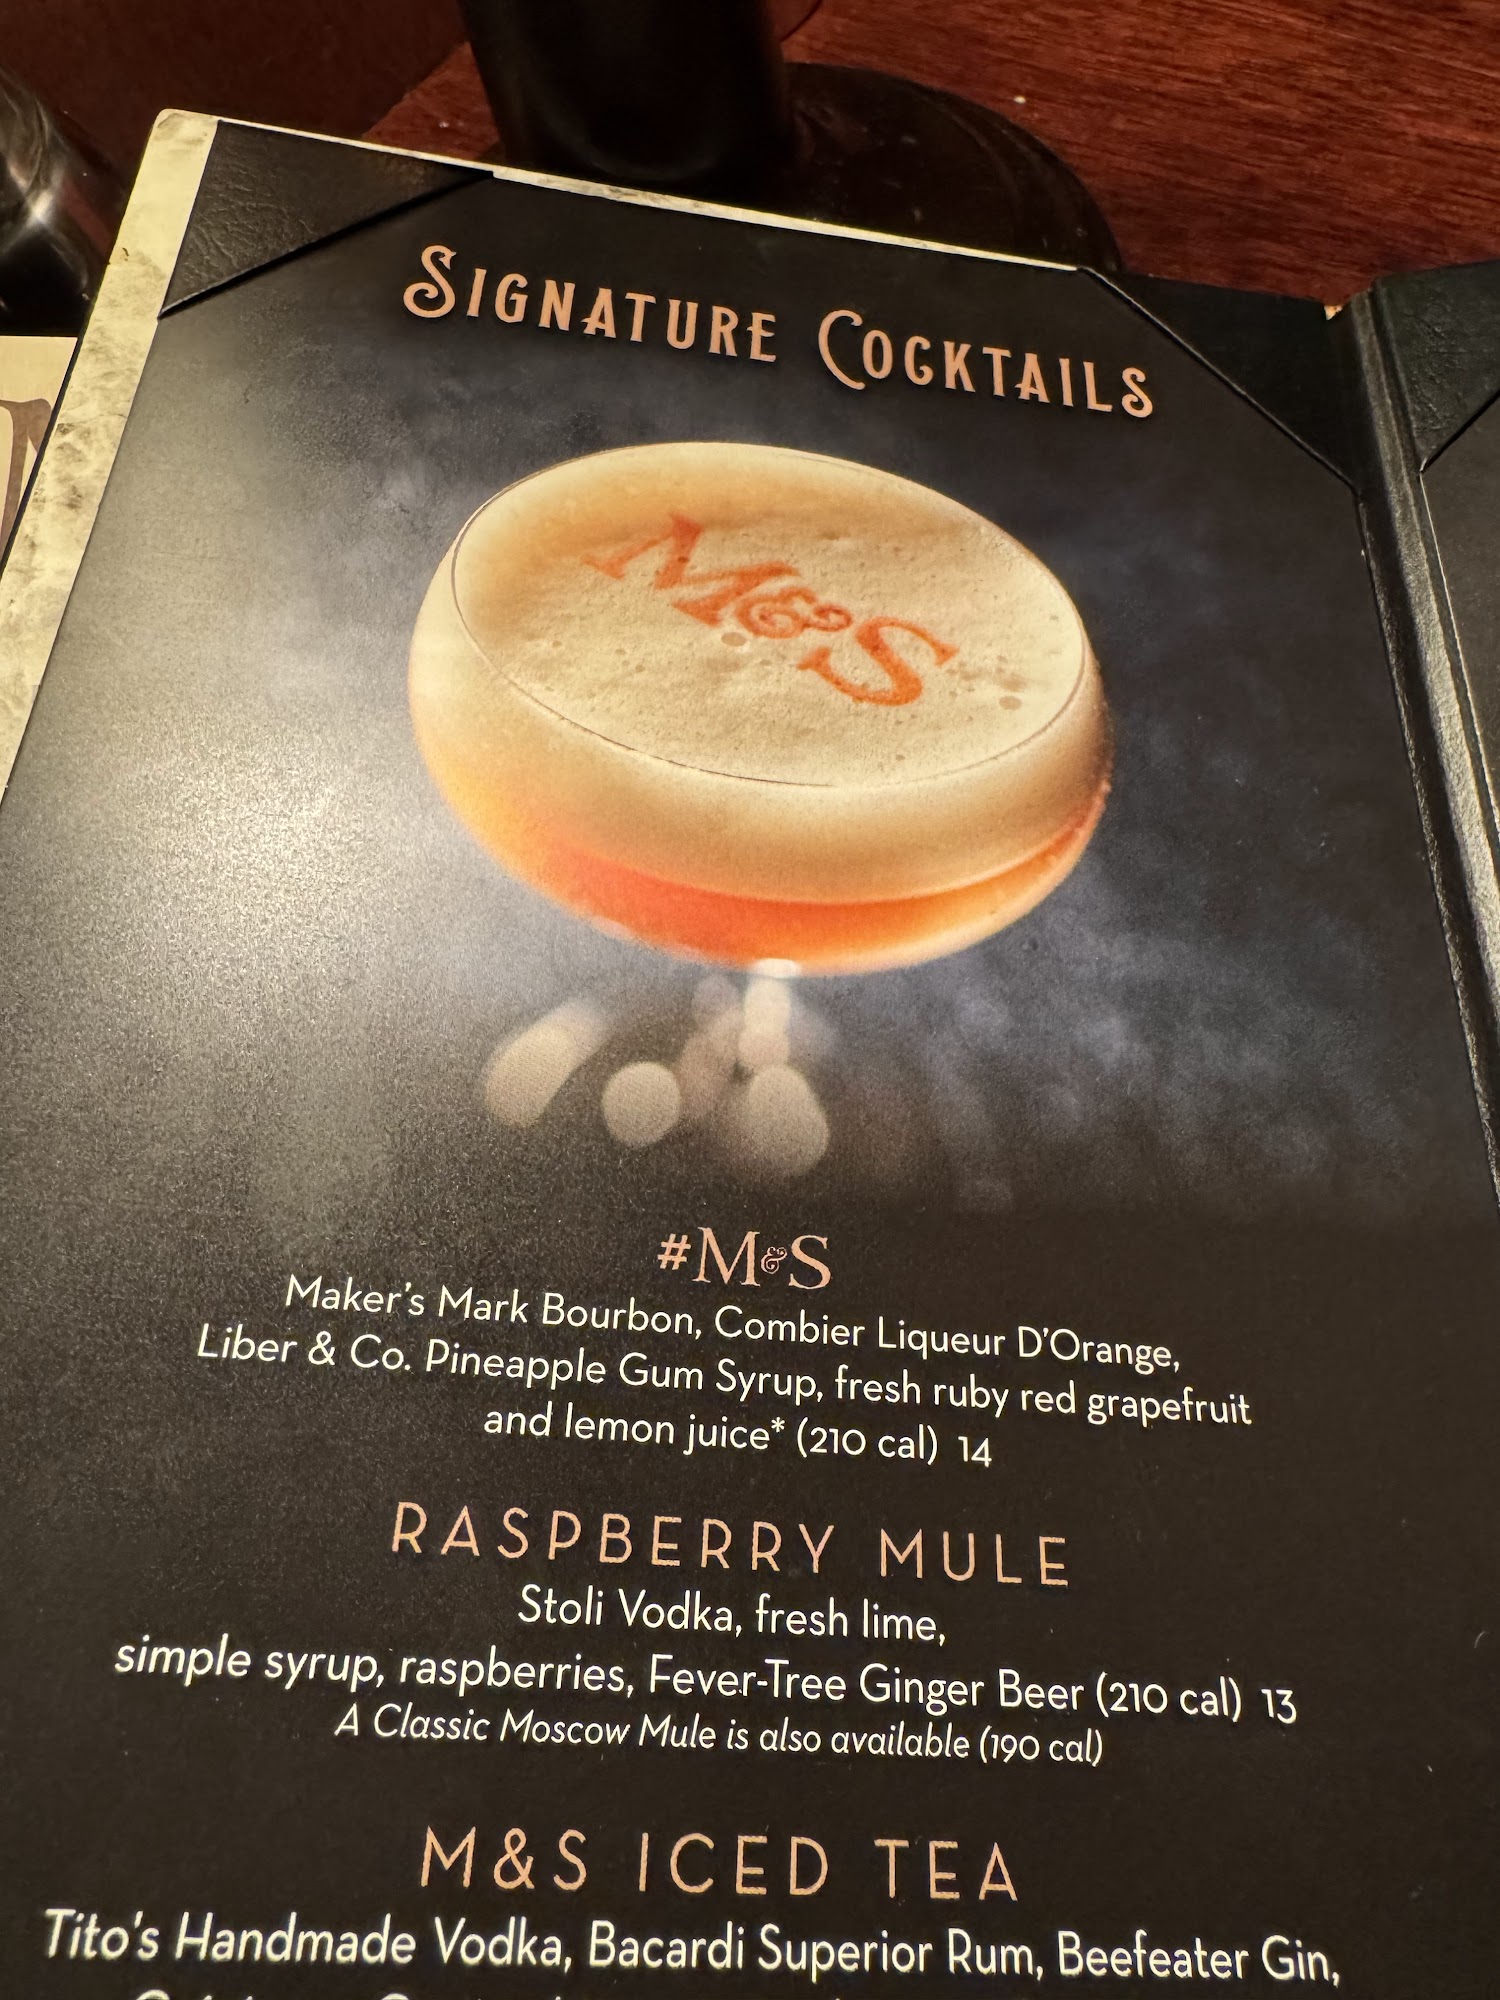 SIGNATURE COCKTAILS
M&S
#M&S
Maker's Mark Bourbon, Combier Liqueur D'Orange,
Liber & Co. Pineapple Gum Syrup, fresh ruby red grapefruit
and lemon juice* (210 cal) 14
RASPBERRY MULE
Stoli Vodka, fresh lime,
simple syrup, raspberries, Fever-Tree Ginger Beer (210 cal) 13
A Classic Moscow Mule is also available (190 cal)
M&S ICED TEA
Tito's Handmade Vodka, Bacardi Superior Rum, Beefeater Gin,